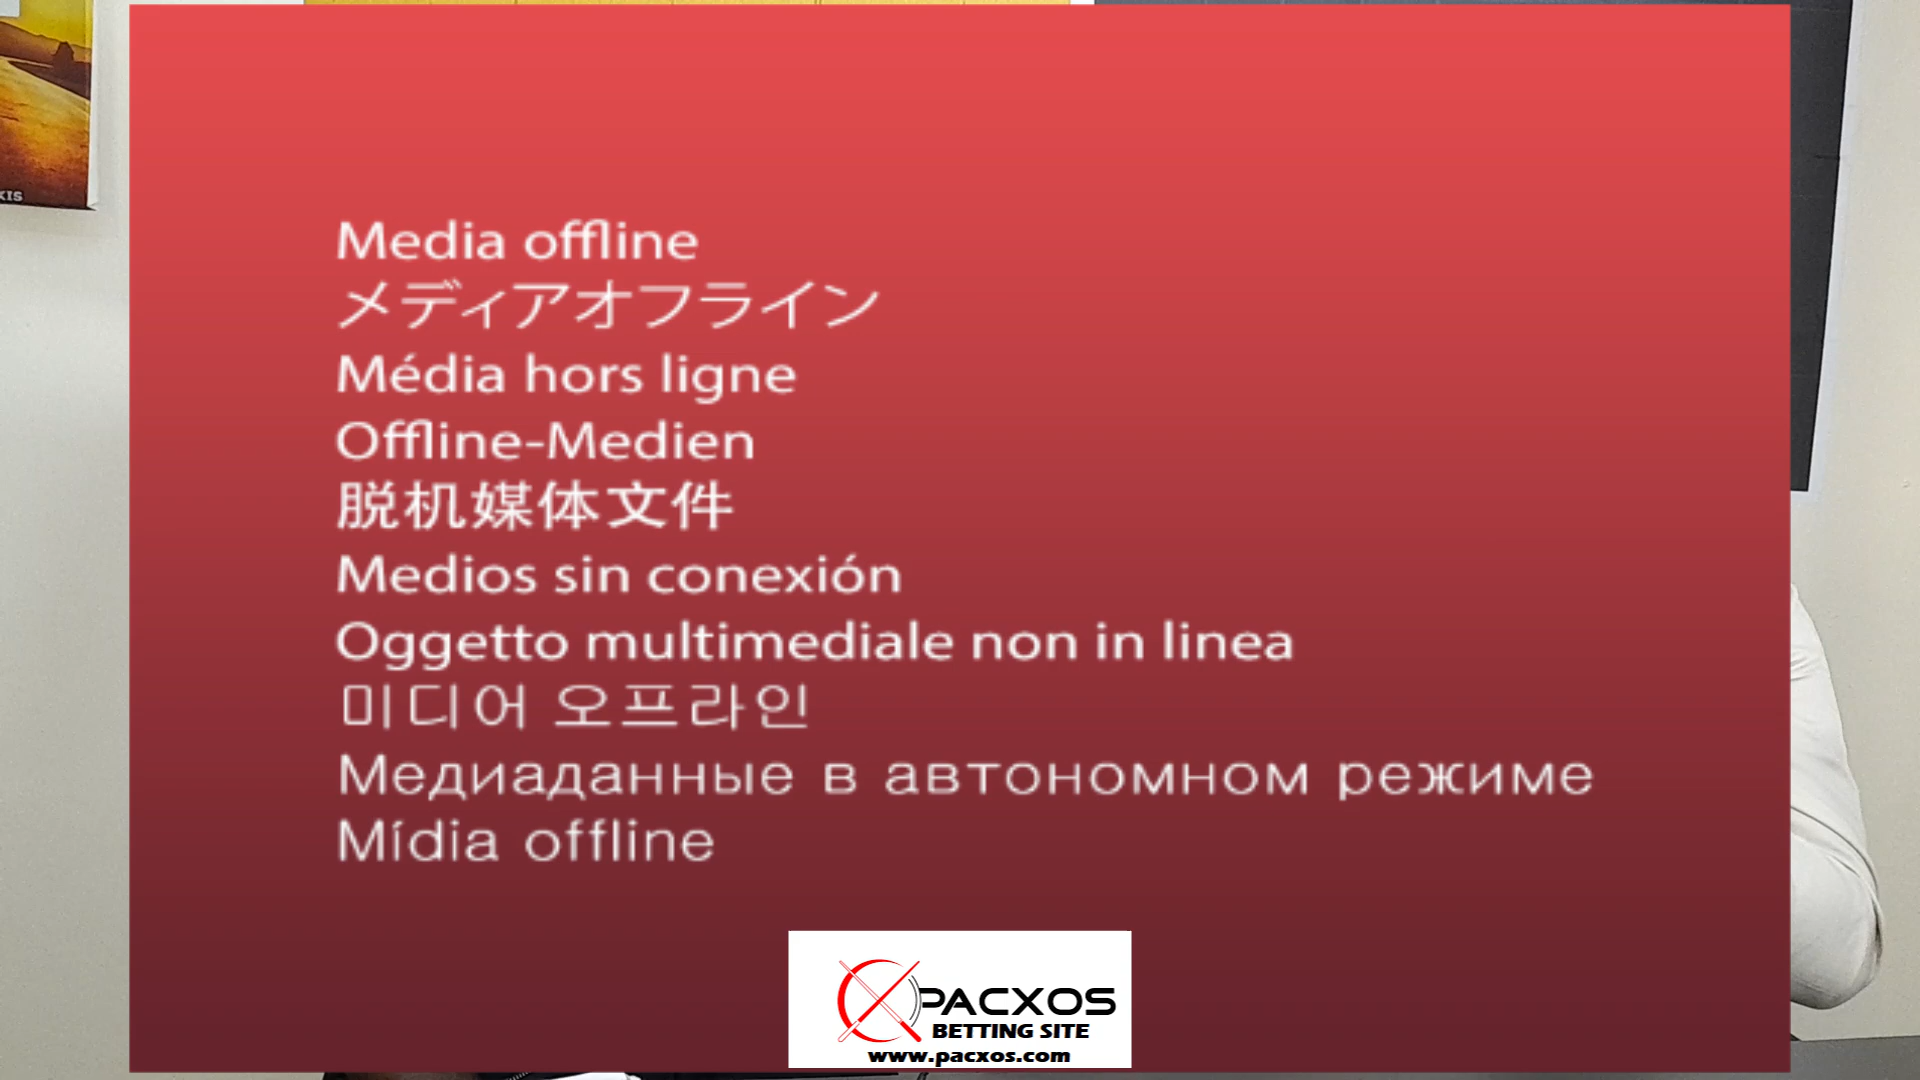 XIS
Media offline
メディアオフライン
Média hors ligne
Offline-Medien
脱机媒体文件
Medios sin conexión
Oggetto multimediale non in linea
미디어 오프라인
Медиаданные в автономном режиме
Mídia offline
PACXOS
BETTING SITE
www.pacxos.com